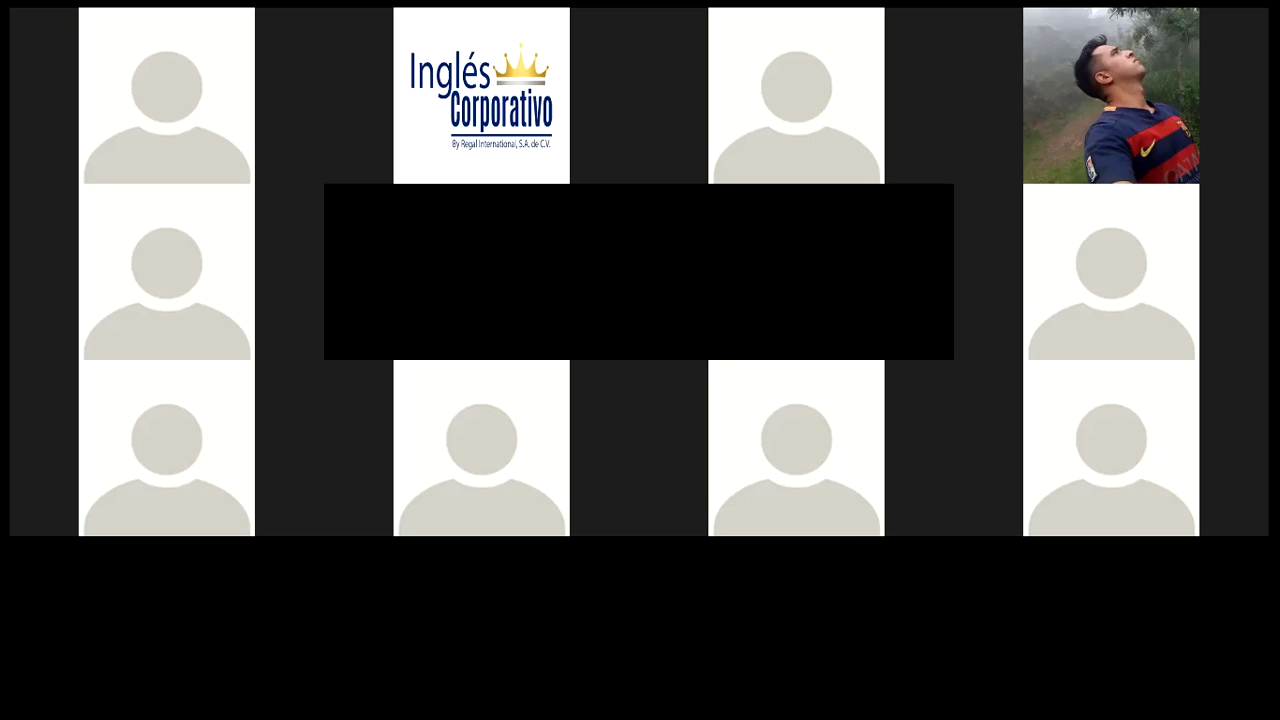 Inglés
Corporativo
By Regal International, S.A. de C.V.